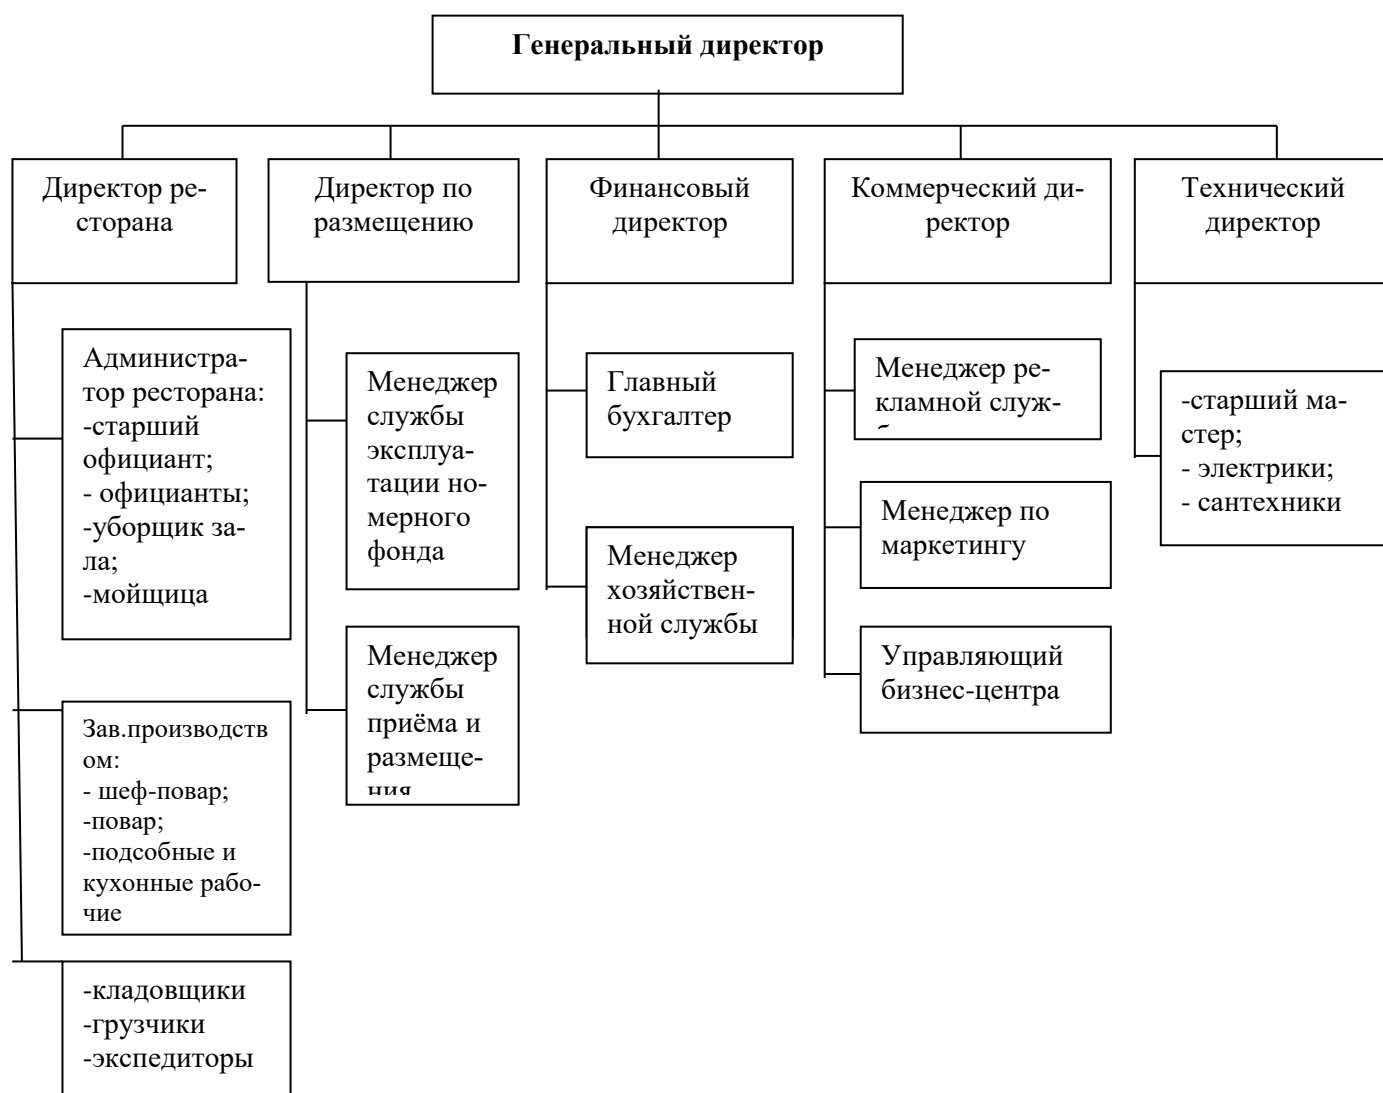 Генеральный директор
Директор ре-
сторана
Директор по
размещению
Финансовый
директор
Коммерческий ди-
ректор
Технический
директор
Администра-
тор ресторана:
-старший
официант;
- официанты;
-уборщик за-
ла;
-мойщица
Зав.производств
ом:
- шеф-повар;
-повар;
-подсобные и
кухонные рабо-
чие
-кладовщики
-грузчики
-экспедиторы
Менеджер
службы
эксплуа-
тации но-
мерного
фонда
Менеджер
службы
приёма и
размеще-
ния
Главный
бухгалтер
Менеджер
хозяйствен-
ной службы
Менеджер ре-
кламной служ-
Менеджер по
маркетингу
Управляющий
бизнес-центра
-старший ма-
стер;
- электрики;
- сантехники